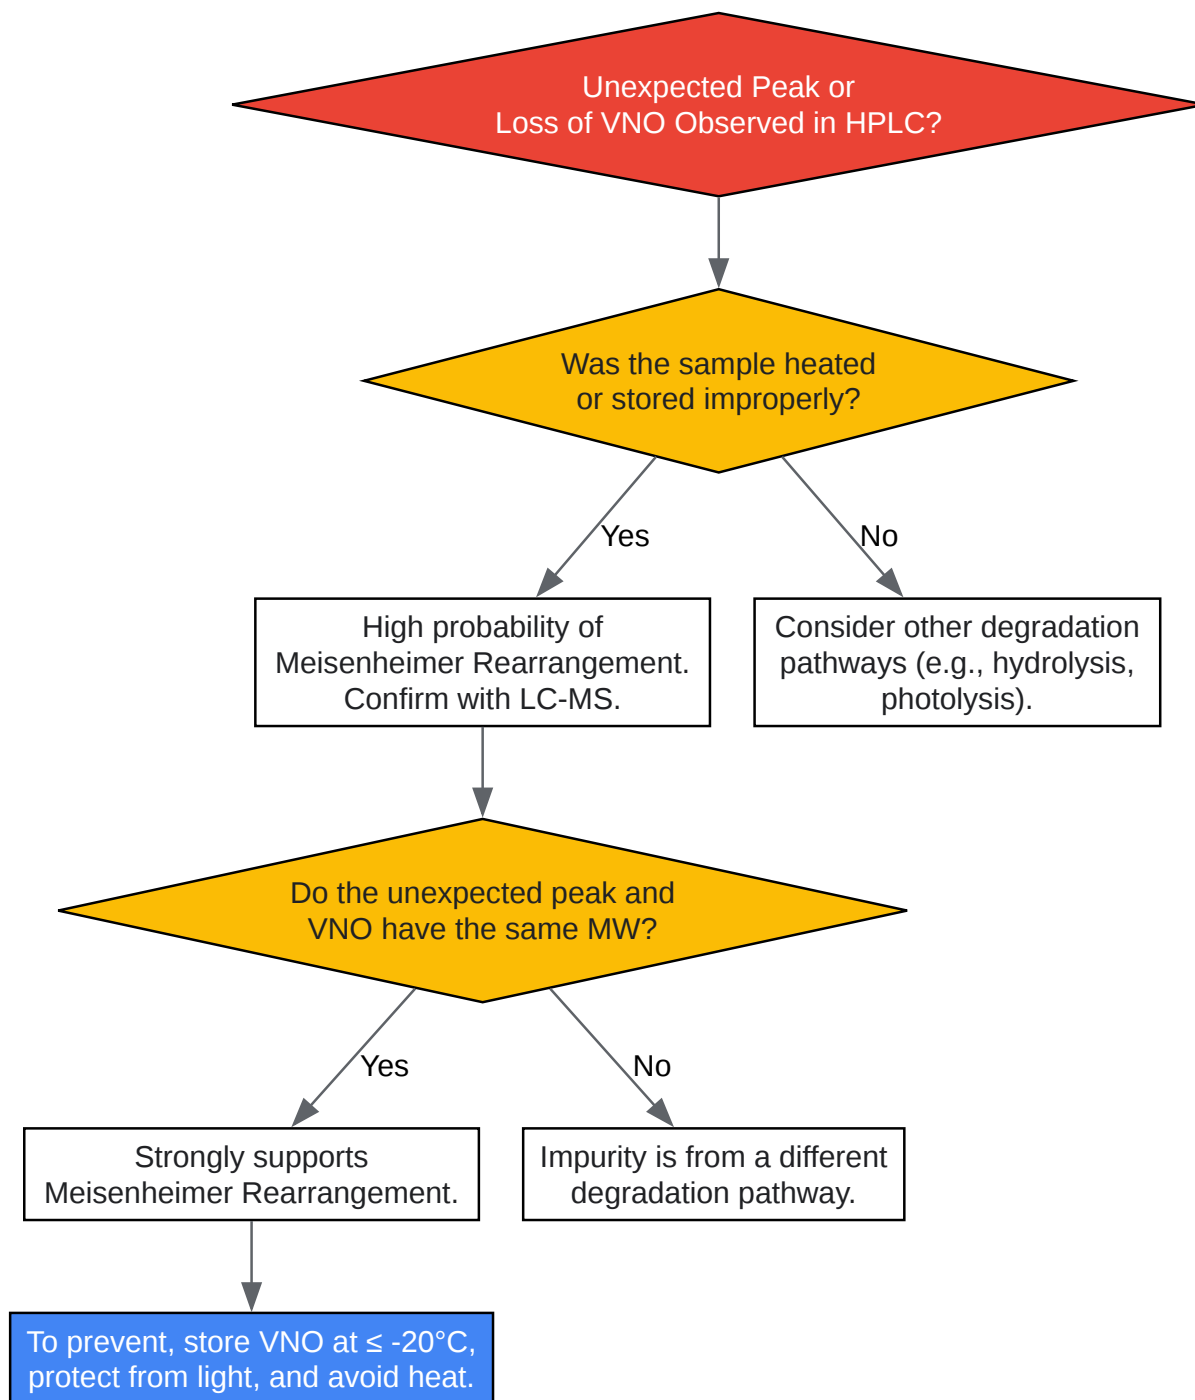 Unexpected Peak or
Loss of VNO Observed in HPLC?
Was the sample heated
or stored improperly?
Yes
No
High probability of
Meisenheimer Rearrangement.
Confirm with LC-MS.
Consider other degradation
pathways (e.g., hydrolysis,
photolysis).
Do the unexpected peak and
VNO have the same MW?
Yes
No
Strongly supports
Meisenheimer Rearrangement.
Impurity is from a different
degradation pathway.
To prevent, store VNO at ≤ -20°C,
protect from light, and avoid heat.